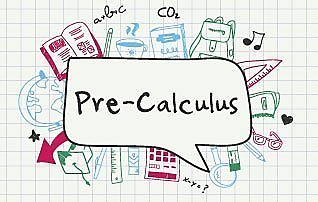 a+b=c
CO₂
Pre-Calculus
x-y=?